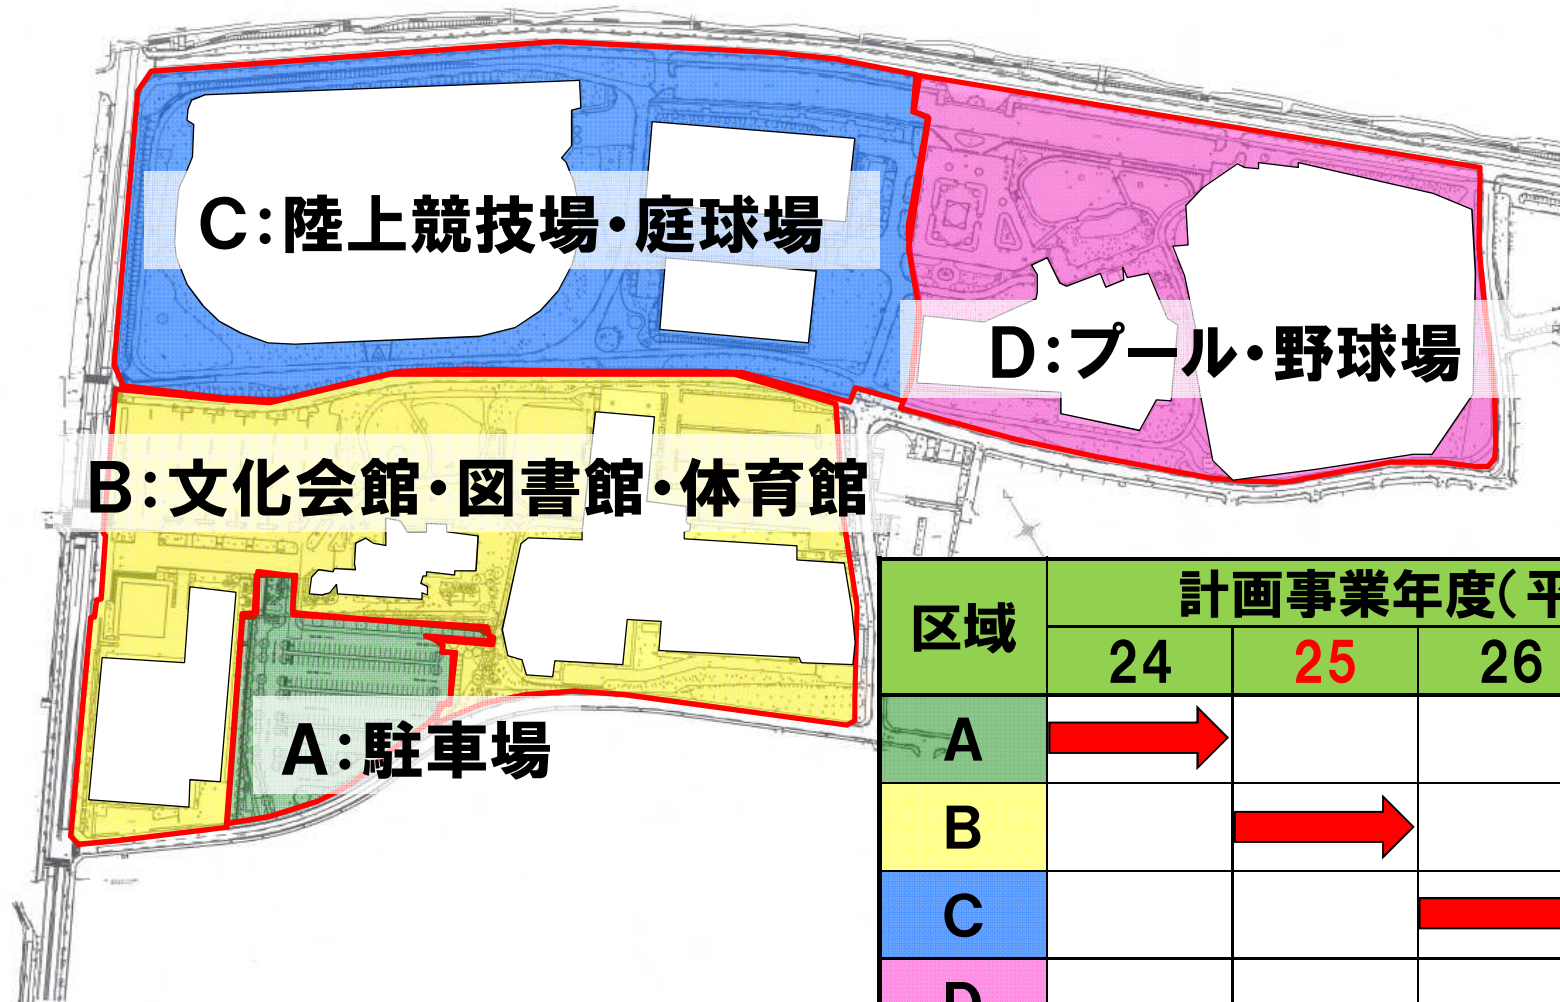 C:陸上競技場・庭球場
D:プール・野球場
B:文化会館・図書館・体育館
A:駐車場
区域
計画事業年度(平
24
25
26
A
B
C
D